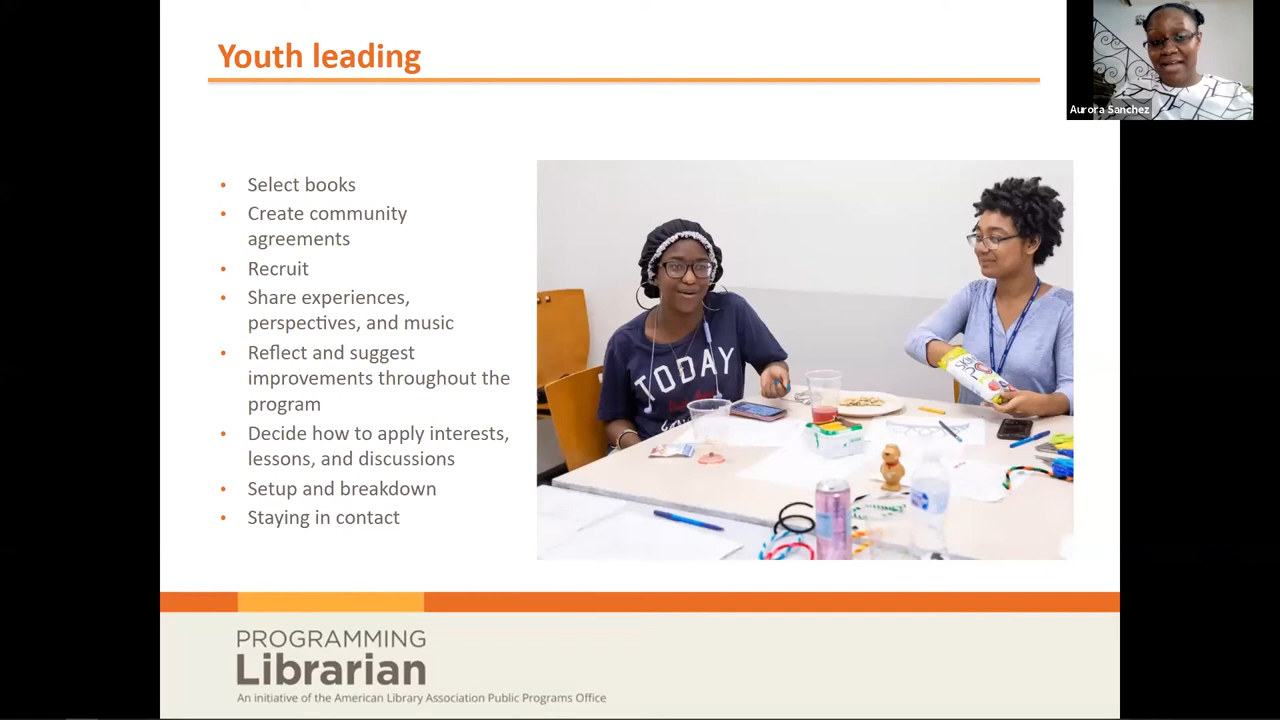 Youth leading
Aurora Sanchez
• Select books
• Create community
agreements
• Recruit
• Share experiences,
perspectives, and music
• Reflect and suggest
improvements throughout the
program
• Decide how to apply interests,
lessons, and discussions
• Setup and breakdown
• Staying in contact
TODAY
PROGRAMMING
Librarian
An initiative of the American Library Association Public Programs Office